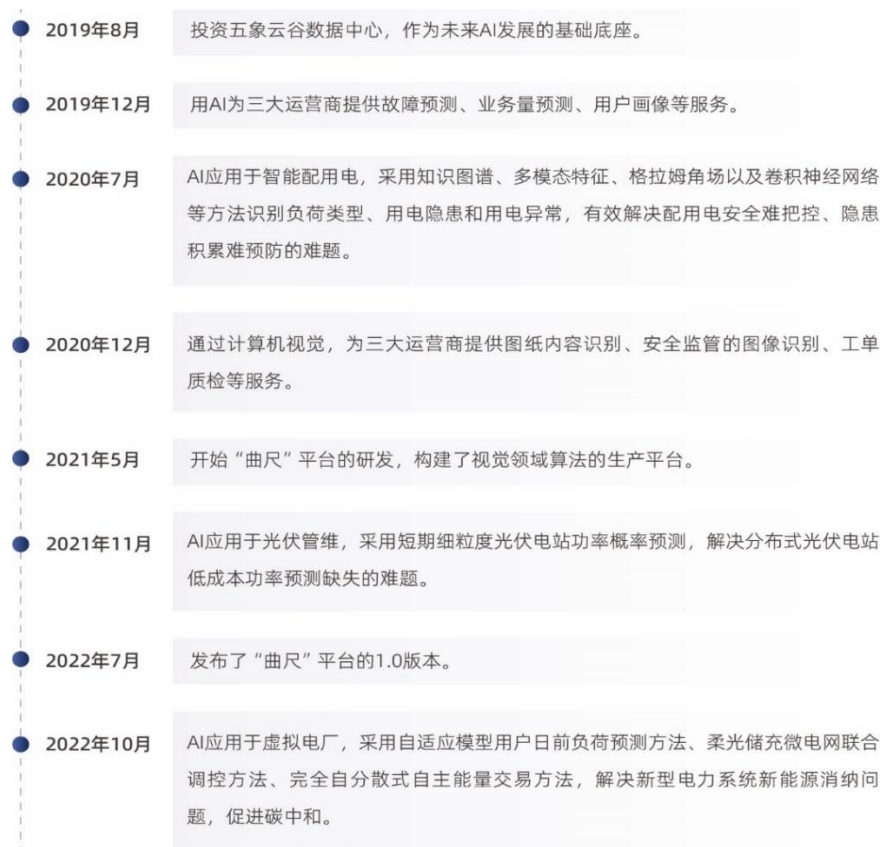 2019年8月 投资五象云谷数据中心，作为未来AI发展的基础底座。
2019年12月 用AI为三大运营商提供故障预测、业务量预测、用户画像等服务。
2020年7月 AI应用于智能配用电，采用知识图谱、多模态特征、格拉姆角场以及卷积神经网络
等方法识别负荷类型、用电隐患和用电异常，有效解决配用电安全难把控、隐患
积累难预防的难题。
2020年12月 通过计算机视觉，为三大运营商提供图纸内容识别、安全监管的图像识别、工单
质检等服务。
2021年5月 开始“曲尺”平台的研发，构建了视觉领域算法的生产平台。
2021年11月 AI应用于光伏管维，采用短期细粒度光伏电站功率概率预测，解决分布式光伏电站
低成本功率预测缺失的难题。
2022年7月 发布了“曲尺”平台的1.0版本。
2022年10月 AI应用于虚拟电厂，采用自适应模型用户日前负荷预测方法、柔光储充微电网联合
调控方法、完全自分散式自主能量交易方法，解决新型电力系统新能源消纳问
题，促进碳中和。